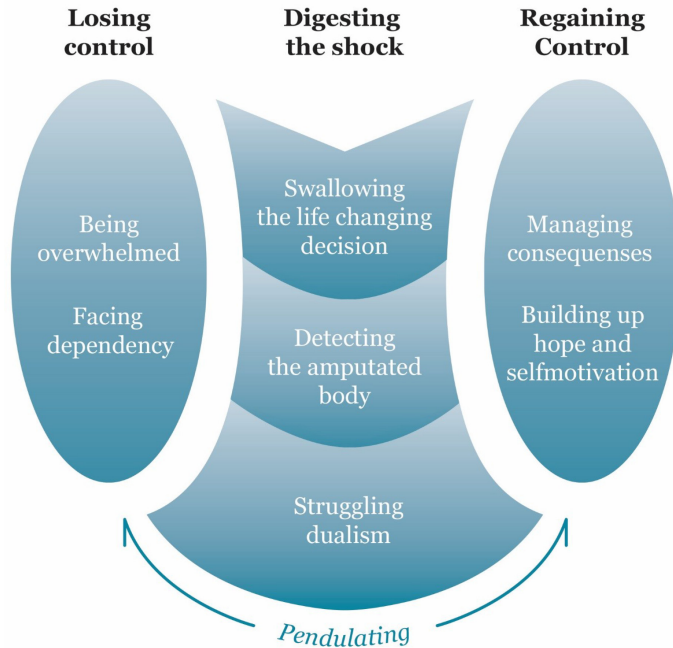 Losing
control
Digesting
the shock
Regaining
Control
Being
overwhelmed
Facing
dependency
Swallowing
the life changing
decision
Detecting
the amputated
body
Struggling
dualism
Managing
consequenses
Building up
hope and
selfmotivation
Pendulating